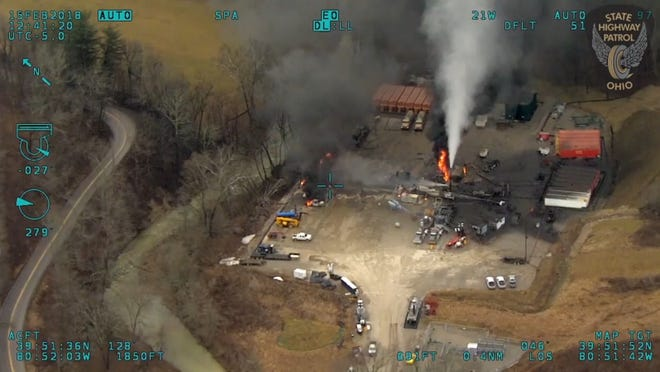 15FEB2018 AUTO SPA EO 21W AUTO 97
12:41:20 DFLT 51
UTC-5.0
STATE
HIGHWAY
PATROL
OHIO
N
-027
279
ACFT MAP TGT
39:51:36N 128 046° 39:51:52N
80:52:03W 1850FT DIFT 0.4NM LOS 80:51:42W